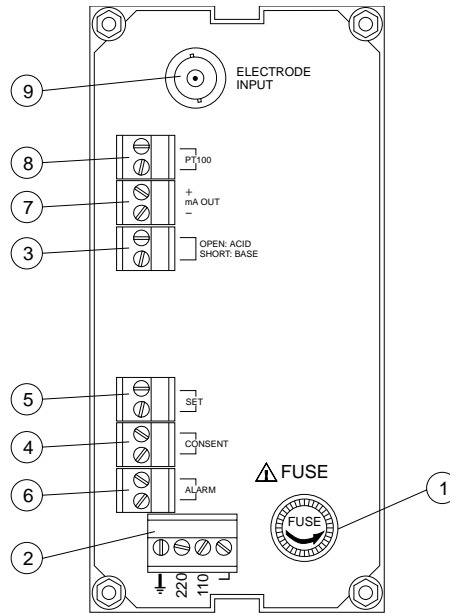 9
ELECTRODE
INPUT
8
PT100
7
+
mA OUT
−
3
OPEN: ACID
SHORT: BASE
5
SET
4
CONSENT
6
ALARM
! FUSE
1
FUSE
2
220
110
L